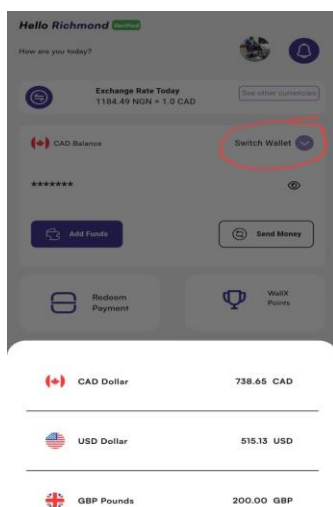 Hello Richmond Verified
How are you today?
Exchange Rate Today
1184.49 NGN = 1.0 CAD
See other currencies
CAD Balance
Switch Wallet
*******
Add Funds
Send Money
Redeem
Payment
WallX
Points
CAD Dollar 738.65 CAD
USD Dollar 515.13 USD
GBP Pounds 200.00 GBP